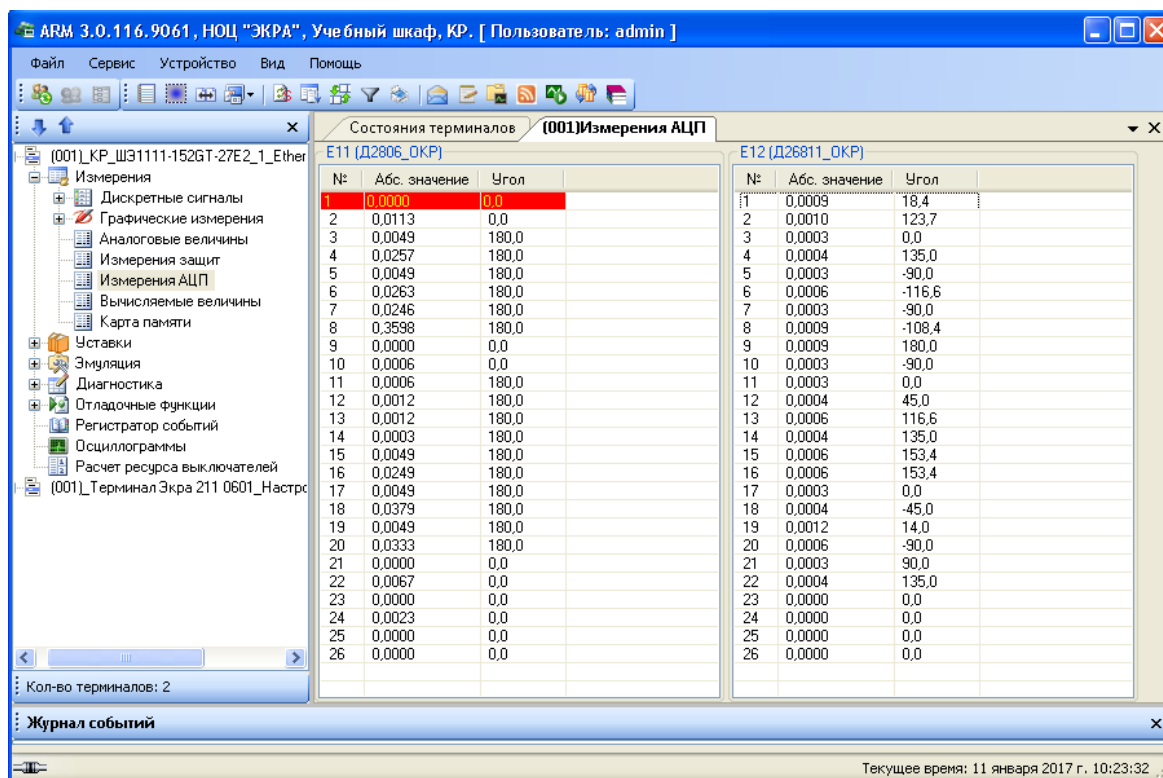 ARM 3.0.116.9061, НОЦ "ЭКРА", Учебный шкаф, КР. [ Пользователь: admin ]
Файл Сервис Устройство Вид Помощь
Состояния терминалов (001)Измерения АЦП
(001)_КР_ШЭ1111-152GT-27E2_1_Ether
Измерения
Дискретные сигналы
Графические измерения
Аналоговые величины
Измерения защит
Измерения АЦП
Вычисляемые величины
Карта памяти
Уставки
Эмуляция
Диагностика
Отладочные функции
Регистратор событий
Осциллограммы
Расчет ресурса выключателей
(001)_Терминал Экра 211 0601_Настро
Кол-во терминалов: 2
E11 (Д2806_ОКР)
№ Абс. значение Угол
1 0,0000 0,0
2 0,0113 0,0
3 0,0049 180,0
4 0,0257 180,0
5 0,0049 180,0
6 0,0263 180,0
7 0,0246 180,0
8 0,3598 180,0
9 0,0000 0,0
10 0,0006 0,0
11 0,0006 180,0
12 0,0012 180,0
13 0,0012 180,0
14 0,0003 180,0
15 0,0049 180,0
16 0,0249 180,0
17 0,0049 180,0
18 0,0379 180,0
19 0,0049 180,0
20 0,0333 180,0
21 0,0000 0,0
22 0,0067 0,0
23 0,0000 0,0
24 0,0023 0,0
25 0,0000 0,0
26 0,0000 0,0
E12 (Д26811_ОКР)
№ Абс. значение Угол
1 0,0009 18,4
2 0,0010 123,7
3 0,0003 0,0
4 0,0004 135,0
5 0,0003 -90,0
6 0,0006 -116,6
7 0,0003 -90,0
8 0,0009 -108,4
9 0,0009 180,0
10 0,0003 -90,0
11 0,0003 0,0
12 0,0004 45,0
13 0,0006 116,6
14 0,0004 135,0
15 0,0006 153,4
16 0,0006 153,4
17 0,0003 0,0
18 0,0004 -45,0
19 0,0012 14,0
20 0,0006 -90,0
21 0,0003 90,0
22 0,0004 135,0
23 0,0000 0,0
24 0,0000 0,0
25 0,0000 0,0
26 0,0000 0,0
Журнал событий
Текущее время: 11 января 2017 г. 10:23:32